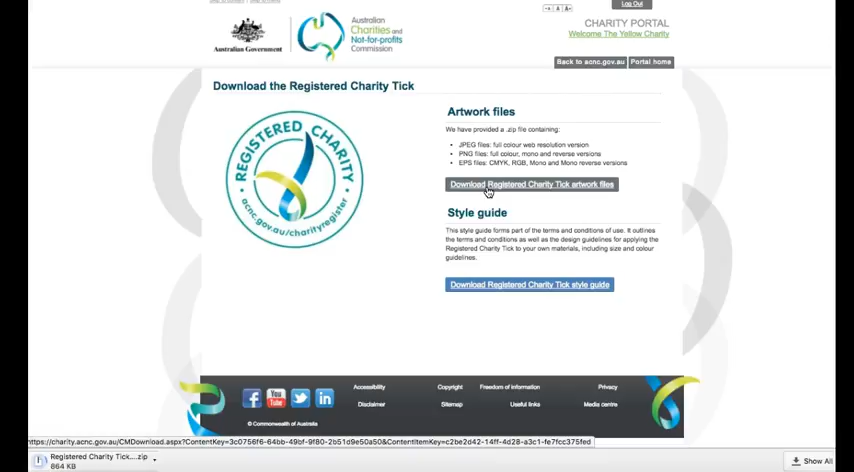 Log Out
-A A A+
Australian Government
Australian
Charities and
Not-for-profits
Commission
CHARITY PORTAL
Welcome The Yellow Charity
Back to acnc.gov.au Portal home
Download the Registered Charity Tick
REGISTERED CHARITY
acnc.gov.au/charityregister
Artwork files
We have provided a .zip file containing:
• JPEG files: full colour web resolution version
• PNG files: full colour, mono and reverse versions
• EPS files: CMYK, RGB, Mono and Mono reverse versions
Download Registered Charity Tick artwork files
Style guide
This style guide forms part of the terms and conditions of use. It outlines
the terms and conditions as well as the design guidelines for applying the
Registered Charity Tick to your own materials, including size and colour
guidelines.
Download Registered Charity Tick style guide
f You Tube in
Accessibility Copyright Freedom of Information Privacy
Disclaimer Sitemap Useful links Media centre
© Commonwealth of Australia
https://charity.acnc.gov.au/CMDownload.aspx?ContentKey=3c0756f6-64bb-49bf-9f80-2b51d9e50a50&ContentItemKey=c2be2d42-14ff-4d28-a3c1-fe7fcc375fed
Registered Charity Tick....zip
864 KB
Show All